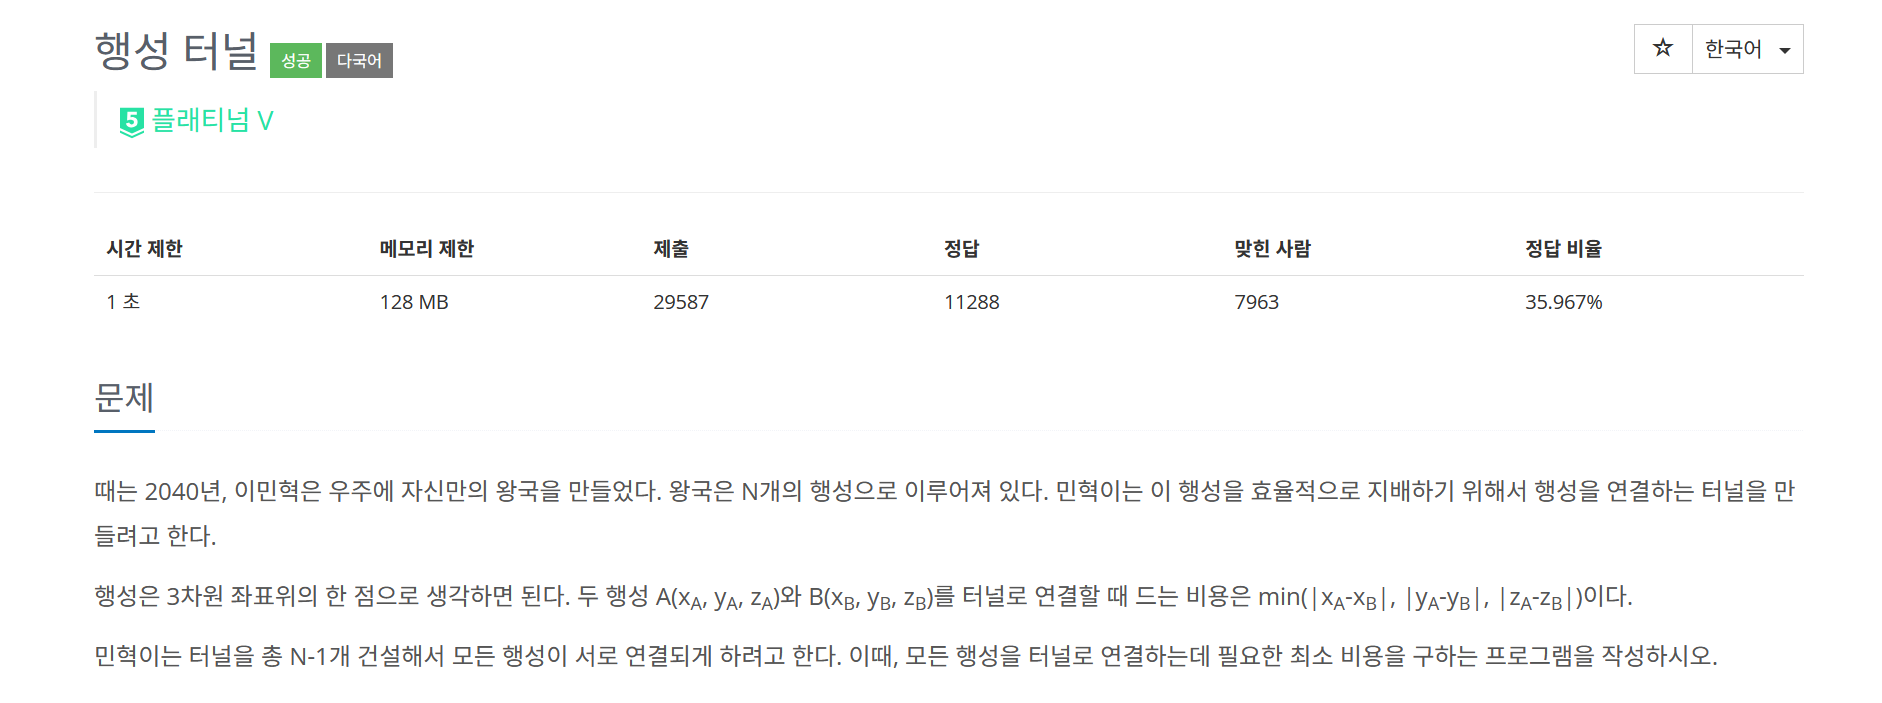 행성 터널 성공 다국어
☆ 한국어
5 플래티넘 V
시간 제한 메모리 제한 제출 정답 맞힌 사람 정답 비율
1 초 128 MB 29587 11288 7963 35.967%
문제
때는 2040년, 이민혁은 우주에 자신만의 왕국을 만들었다. 왕국은 N개의 행성으로 이루어져 있다. 민혁이는 이 행성을 효율적으로 지배하기 위해서 행성을 연결하는 터널을 만
들려고 한다.
행성은 3차원 좌표위의 한 점으로 생각하면 된다. 두 행성 A(xA, yA, zA)와 B(xB, yB, zB)를 터널로 연결할 때 드는 비용은 min(|xA-xB|, |yA-yB|, |zA-zB|)이다.
민혁이는 터널을 총 N-1개 건설해서 모든 행성이 서로 연결되게 하려고 한다. 이때, 모든 행성을 터널로 연결하는데 필요한 최소 비용을 구하는 프로그램을 작성하시오.